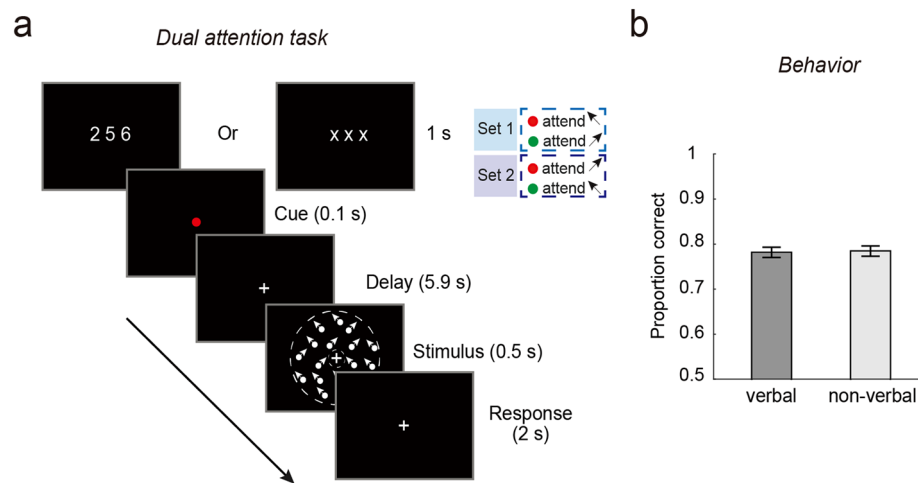 a
Dual attention task
2 5 6
Or
x x x
1 s
Set 1
attend
attend
Set 2
attend
attend
Cue (0.1 s)
Delay (5.9 s)
Stimulus (0.5 s)
Response
(2 s)
b
Behavior
Proportion correct
1
0.9
0.8
0.7
0.6
0.5
verbal
non-verbal